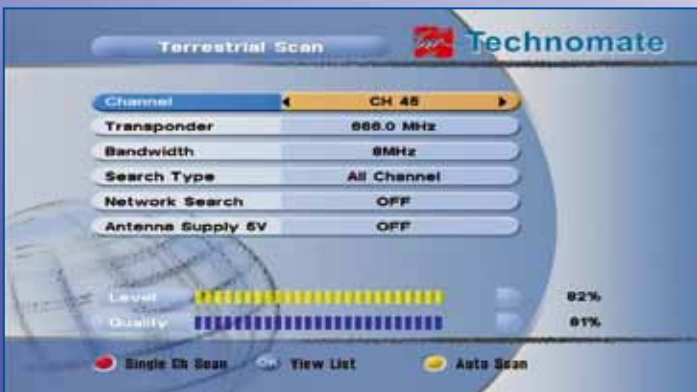 Terrestrial Scan
Technomate
Channel CH 45
Transponder 666.0 MHz
Bandwidth 8MHz
Search Type All Channel
Network Search OFF
Antenna Supply 5V OFF
Level 82%
Quality 81%
Single Ch Scan OK View List Auto Scan